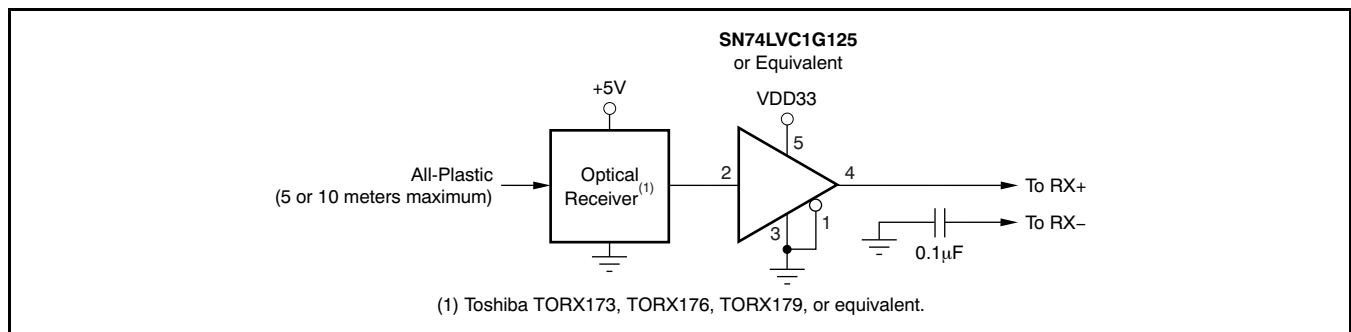 SN74LVC1G125
or Equivalent
+5V
VDD33
5
All-Plastic
(5 or 10 meters maximum)
Optical
Receiver(1)
2
4
To RX+
3
1
To RX−
0.1μF
(1) Toshiba TORX173, TORX176, TORX179, or equivalent.